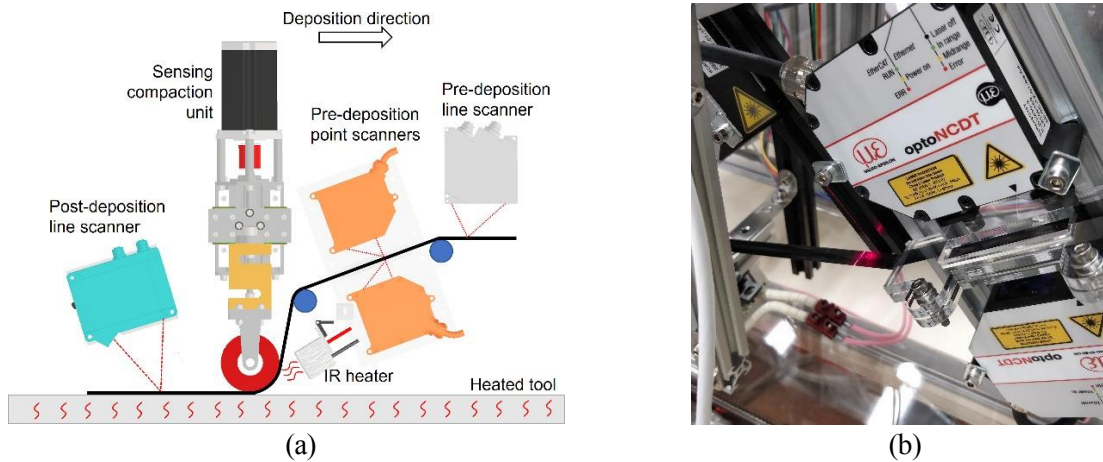 Deposition direction
Sensing
compaction
unit
Pre-deposition
point scanners
Pre-deposition
line scanner
Post-deposition
line scanner
IR heater
Heated tool
(a)
EtherCAT
RUN
ERR
Ethernet
Power on
Laser off
In range
Midrange
Error
με
MICRO-EPSILON
optoNCDT
optoNCDT
(b)